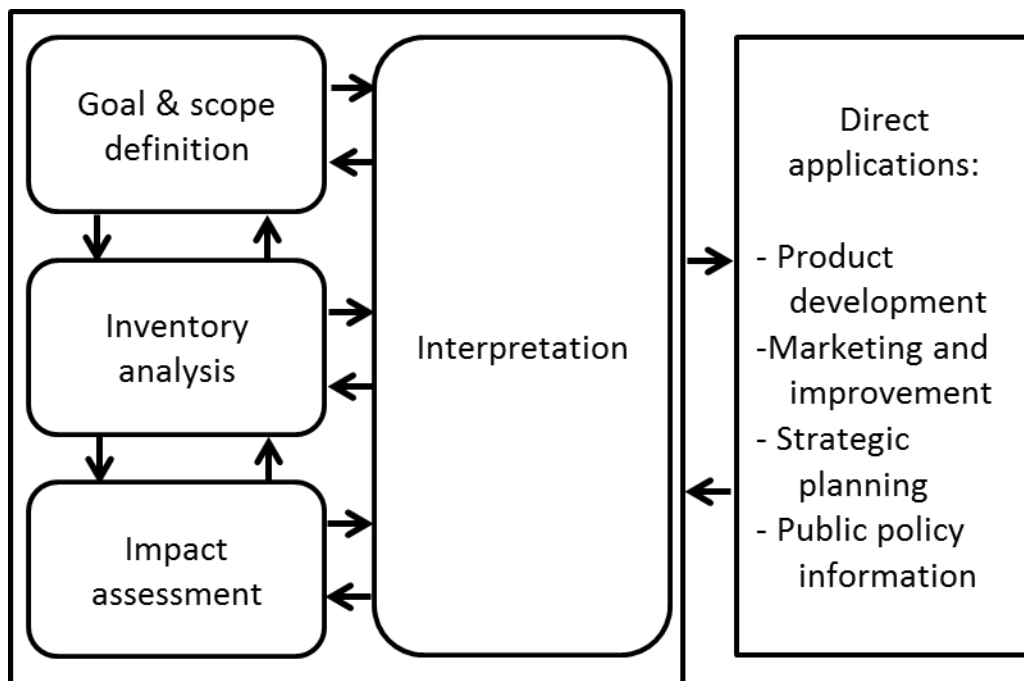 Goal & scope
definition
Inventory
analysis
Impact
assessment
Interpretation
Direct
applications:
- Product
development
-Marketing and
improvement
- Strategic
planning
- Public policy
information